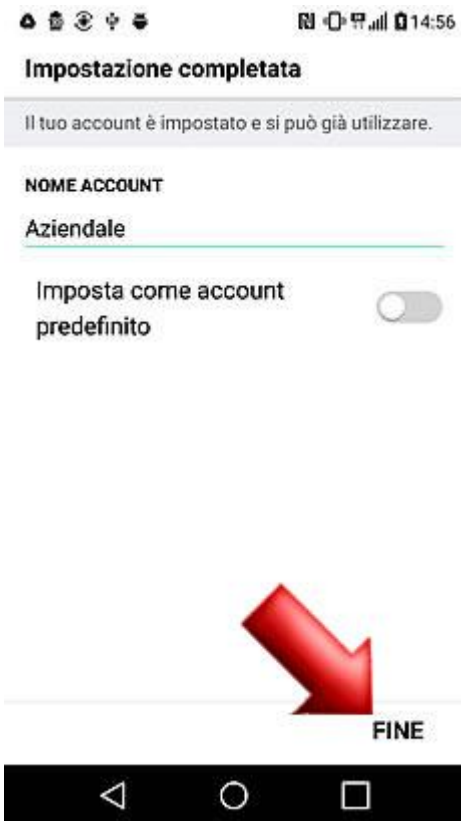 14:56
Impostazione completata
Il tuo account è impostato e si può già utilizzare.
NOME ACCOUNT
Aziendale
Imposta come account
predefinito
FINE